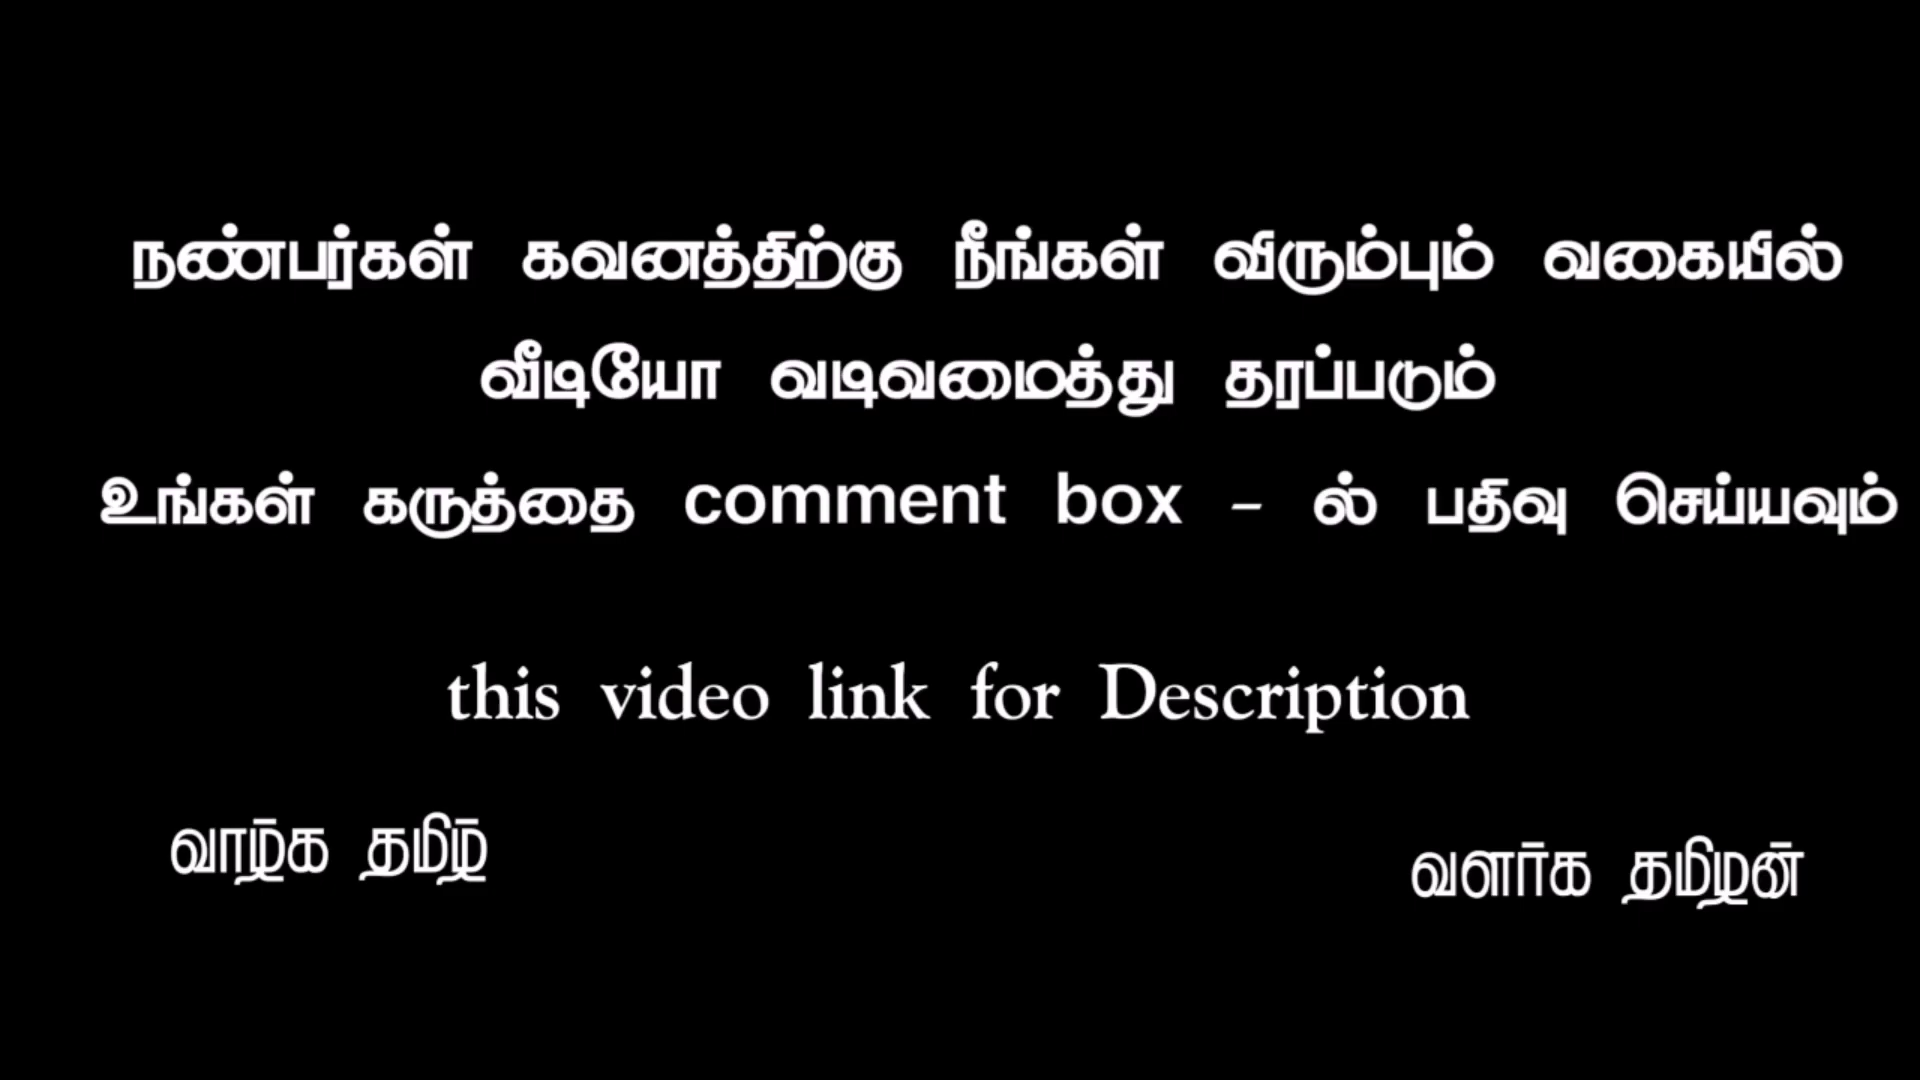 நண்பர்கள் கவனத்திற்கு நீங்கள் விரும்பும் வகையில்
வீடியோ வடிவமைத்து தரப்படும்
உங்கள் கருத்தை comment box - ல் பதிவு செய்யவும்
this video link for Description
வாழ்க தமிழ்
வளர்க தமிழன்